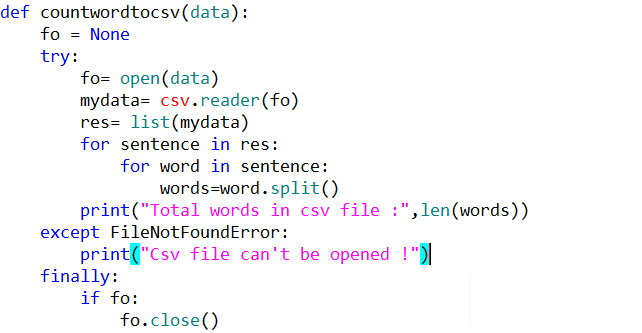 def countwordtocsv(data):
    fo = None
    try:
        fo= open(data)
        mydata= csv.reader(fo)
        res= list(mydata)
        for sentence in res:
            for word in sentence:
                words=word.split()
        print("Total words in csv file :",len(words))
    except FileNotFoundError:
        print("Csv file can't be opened !")
    finally:
        if fo:
            fo.close()